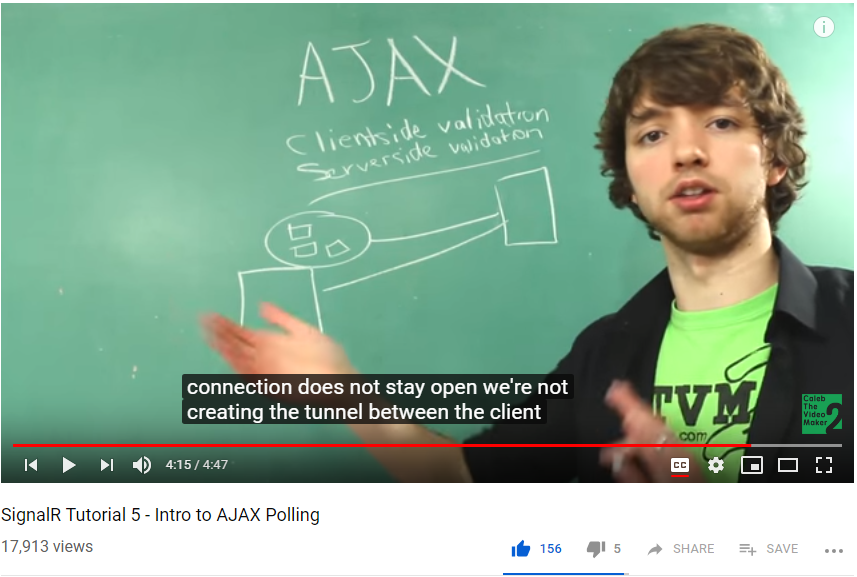 AJAX
Clientside validation
Serverside validation
TVM
.com
connection does not stay open we're not
creating the tunnel between the client
Caleb
The
Video
Maker 2
4:15 / 4:47
CC
SignalR Tutorial 5 - Intro to AJAX Polling
17,913 views
156
5
SHARE
SAVE